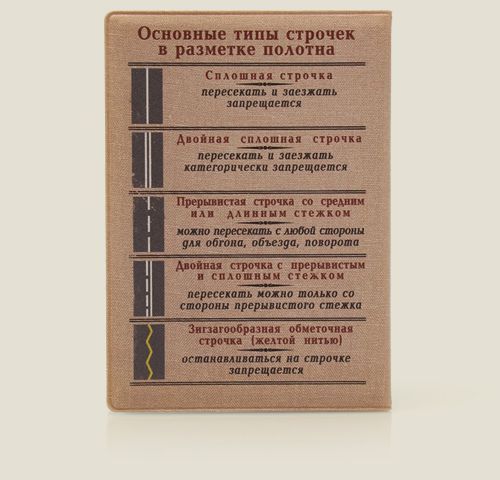 Основные типы строчек
в разметке полотна
Сплошная строчка
пересекать и заезжать
запрещается
Двойная сплошная строчка
пересекать и заезжать
категорически запрещается
Прерывистая строчка со средним
или длинным стежком
можно пересекать с любой стороны
для обгона, объезда, поворота
Двойная строчка с прерывистым
и сплошным стежком
пересекать можно только со
стороны прерывистого стежка
Зигзагообразная обметочная
строчка (желтой нитью)
останавливаться на строчке
запрещается